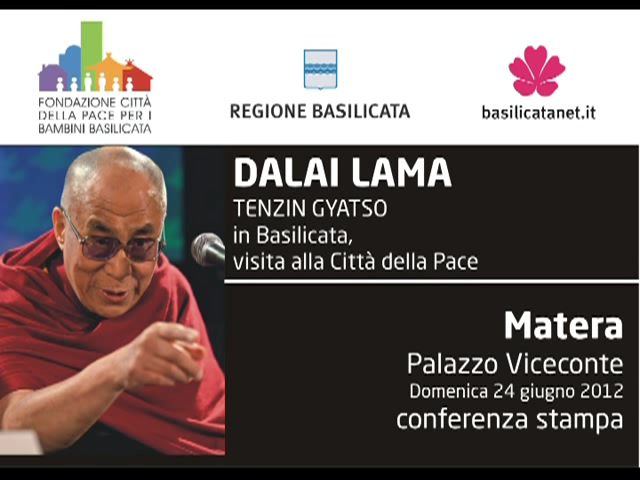 FONDAZIONE CITTÀ
DELLA PACE PER I
BAMBINI BASILICATA
REGIONE BASILICATA
basilicatanet.it
DALAI LAMA
TENZIN GYATSO
in Basilicata,
visita alla Città della Pace
Matera
Palazzo Viceconte
Domenica 24 giugno 2012
conferenza stampa